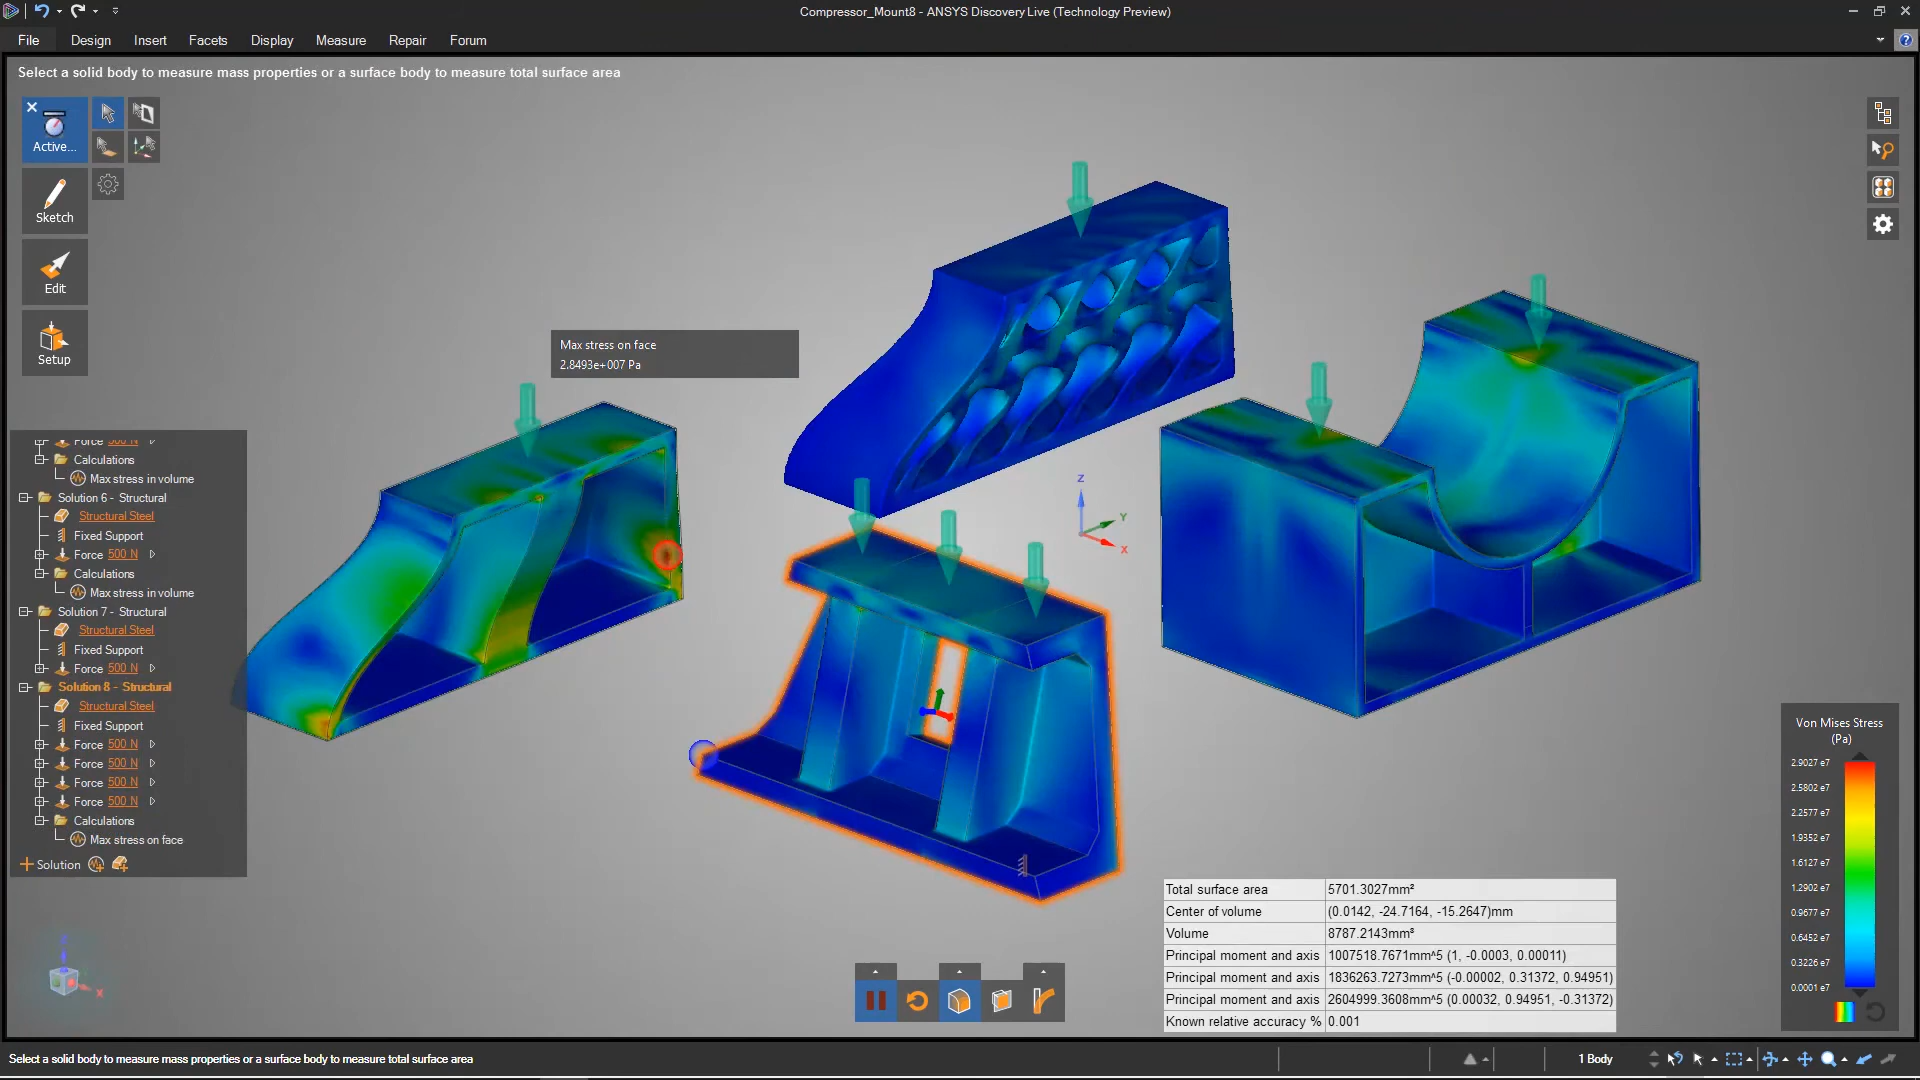 Compressor_Mount8 - ANSYS Discovery Live (Technology Preview)
File Design Insert Facets Display Measure Repair Forum
Select a solid body to measure mass properties or a surface body to measure total surface area
Active...
Sketch
Edit
Setup
Max stress on face
2.8493e+007 Pa
Force 500 N
Calculations
Max stress in volume
Solution 6 - Structural
Structural Steel
Fixed Support
Force 500 N
Calculations
Max stress in volume
Solution 7 - Structural
Structural Steel
Fixed Support
Force 500 N
Solution 8 - Structural
Structural Steel
Fixed Support
Force 500 N
Force 500 N
Force 500 N
Force 500 N
Calculations
Max stress on face
Solution
Z
Y
X
Z
X
Von Mises Stress
(Pa)
2.9027 e7
2.5802 e7
2.2577 e7
1.9352 e7
1.6127 e7
1.2902 e7
0.9677 e7
0.6452 e7
0.3226 e7
0.0001 e7
Total surface area 5701.3027mm²
Center of volume (0.0142, -24.7164, -15.2647)mm
Volume 8787.2143mm³
Principal moment and axis 1007518.7671mm^5 (1, -0.0003, 0.00011)
Principal moment and axis 1836263.7273mm^5 (-0.00002, 0.31372, 0.94951)
Principal moment and axis 2604999.3608mm^5 (0.00032, 0.94951, -0.31372)
Known relative accuracy % 0.001
Select a solid body to measure mass properties or a surface body to measure total surface area
1 Body